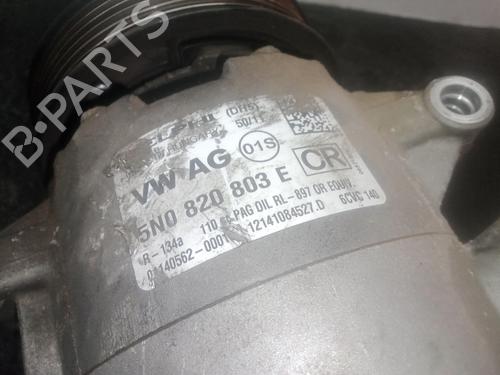 (DHS)
50/11
VW AG 01S
5N0 820 803 E CR
R-134a 110 PAG OIL RL-897 OR EQUIV.
12141084527.D 6CVC 140
B-PARTS